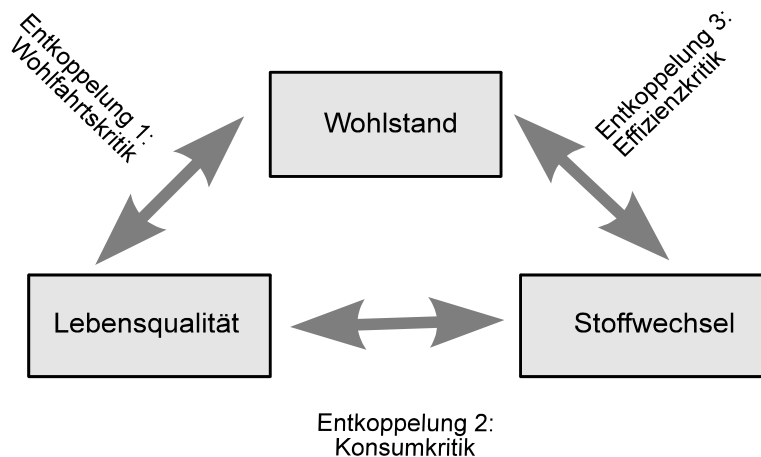 Entkoppelung 1:
Wohlfahrtskritik
Wohlstand
Entkoppelung 3:
Effizienzkritik
Lebensqualität
Stoffwechsel
Entkoppelung 2:
Konsumkritik